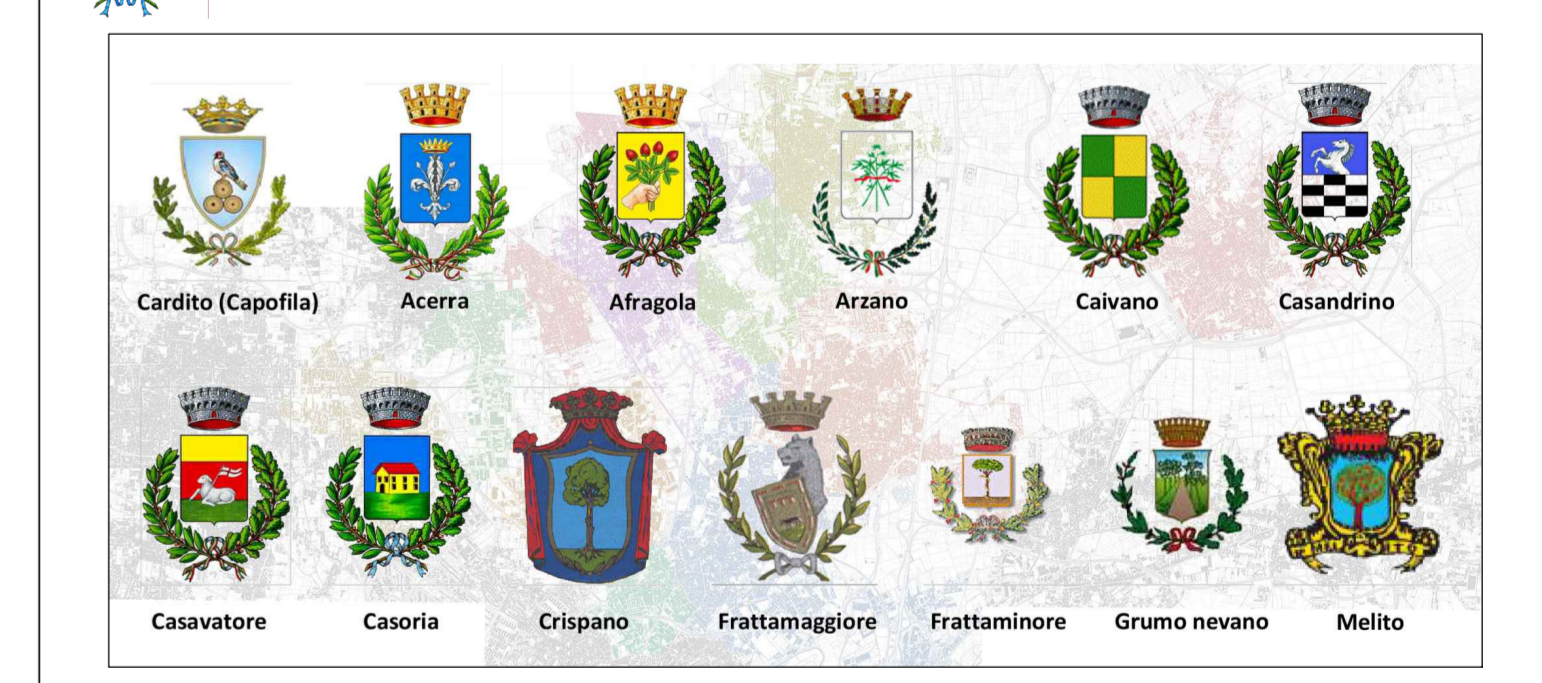 Cardito (Capofila) Acerra Afragola Arzano Caivano Casandrino
Casavatore Casoria Crispano Frattamaggiore Frattaminore Grumo nevano Melito